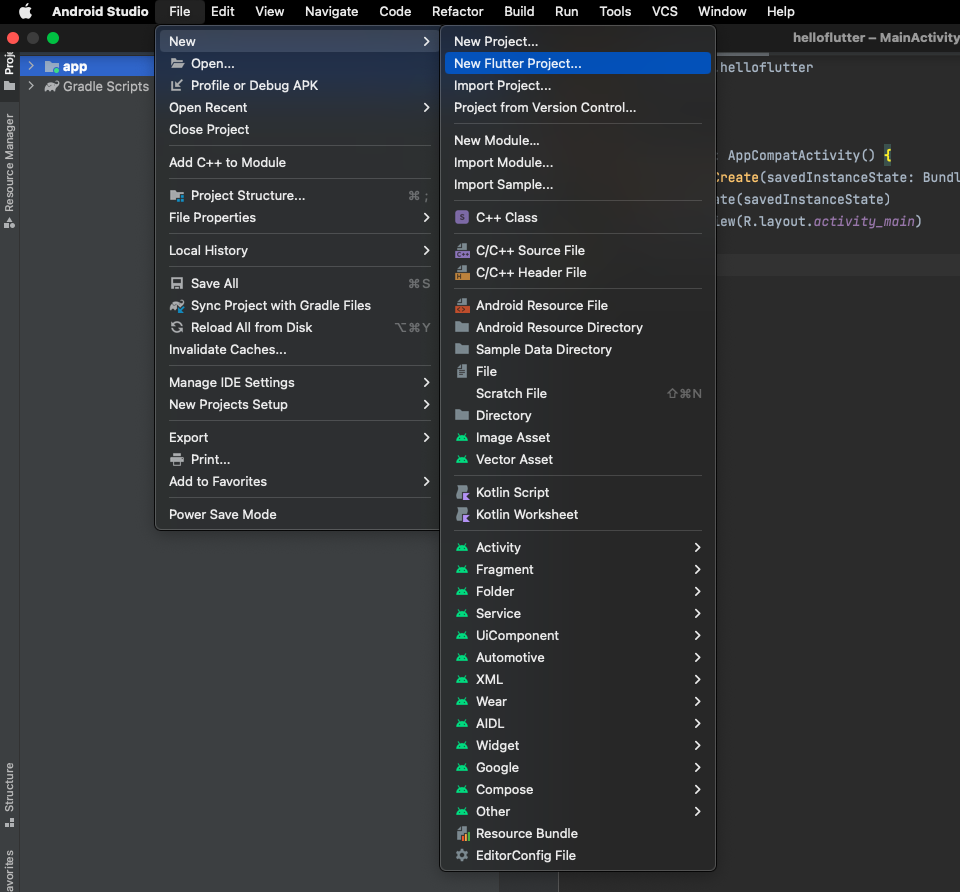 Android Studio File Edit View Navigate Code Refactor Build Run Tools VCS Window Help
helloflutter – MainActivity
Resource Manager
Structure
app
Gradle Scripts
New
Open...
Profile or Debug APK
Open Recent
Close Project
Add C++ to Module
Project Structure... ⌘ ;
File Properties
Local History
Save All ⌘S
Sync Project with Gradle Files
Reload All from Disk ⌥⌘Y
Invalidate Caches...
Manage IDE Settings
New Projects Setup
Export
Print...
Add to Favorites
Power Save Mode
New Project...
New Flutter Project...
Import Project...
Project from Version Control...
New Module...
Import Module...
Import Sample...
C++ Class
C/C++ Source File
C/C++ Header File
Android Resource File
Android Resource Directory
Sample Data Directory
File
Scratch File ⇧⌘N
Directory
Image Asset
Vector Asset
Kotlin Script
Kotlin Worksheet
Activity
Fragment
Folder
Service
UiComponent
Automotive
XML
Wear
AIDL
Widget
Google
Compose
Other
Resource Bundle
EditorConfig File
.helloflutter
: AppCompatActivity() {
Create(savedInstanceState: Bundl
ate(savedInstanceState)
iew(R.layout.activity_main)